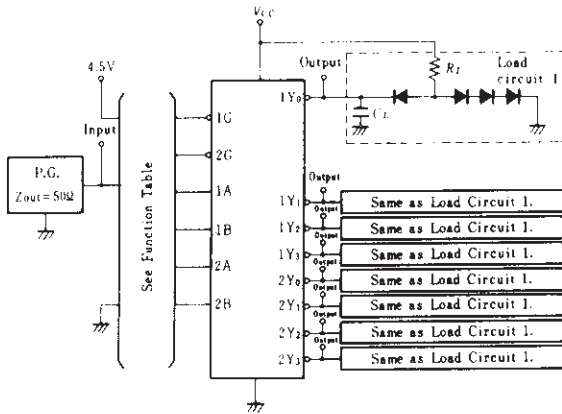 VCC
4.5V
Output
RL
Load
circuit 1
1Y0
CL
Input
1G
P.G.
Zout=50Ω
See Function Table
2G
1A
1B
2A
2B
Output
1Y1
Same as Load Circuit 1.
Output
1Y2
Same as Load Circuit 1.
Output
1Y3
Same as Load Circuit 1.
Output
2Y0
Same as Load Circuit 1.
Output
2Y1
Same as Load Circuit 1.
Output
2Y2
Same as Load Circuit 1.
Output
2Y3
Same as Load Circuit 1.